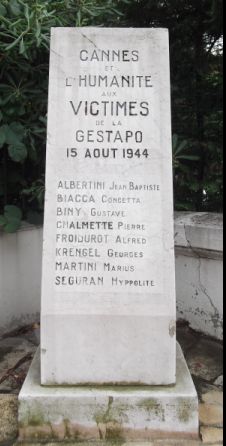 CANNES
ET
L'HUMANITE
AUX
VICTIMES
DE LA
GESTAPO
15 AOUT 1944
ALBERTINI JEAN BAPTISTE
BIACCA CONCETTA
BINY GUSTAVE
CHALMETTE PIERRE
FROIDUROT ALFRED
KRENGEL GEORGES
MARTINI MARIUS
SEGURAN HYPPOLITE